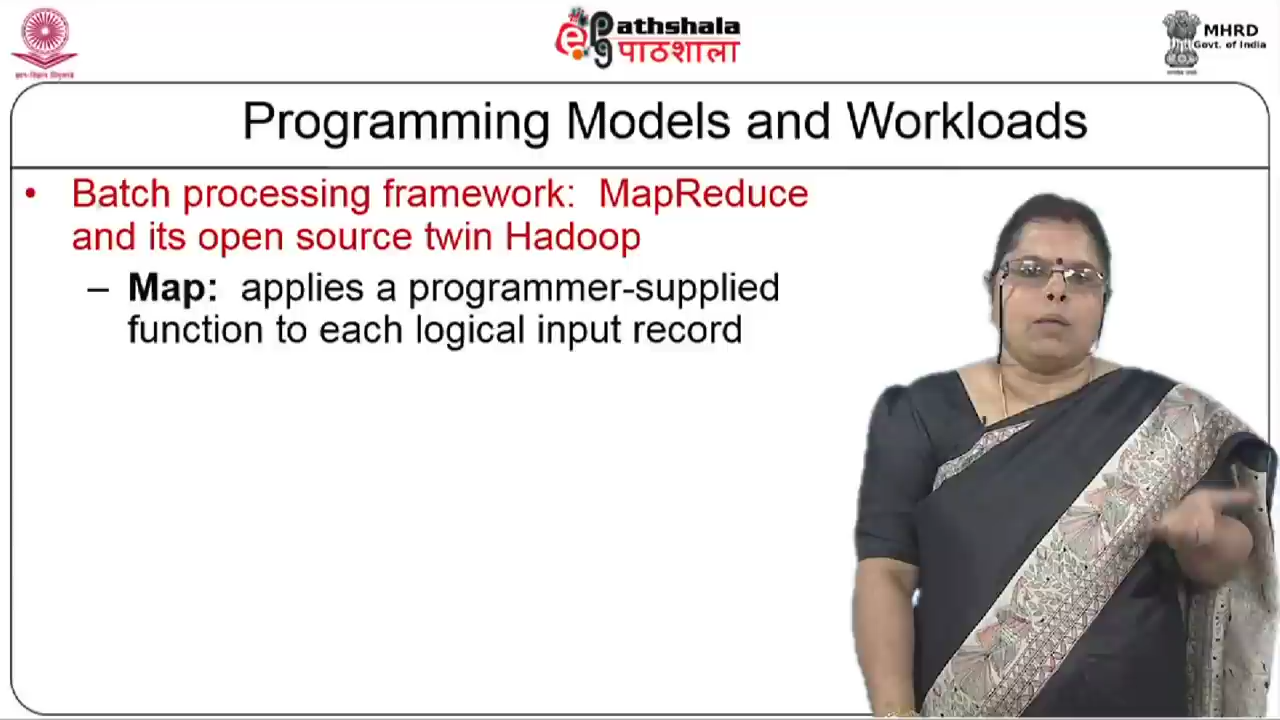 ePathshala
पाठशाला
MHRD
Govt. of India
Programming Models and Workloads
• Batch processing framework: MapReduce
and its open source twin Hadoop
– Map: applies a programmer-supplied
function to each logical input record